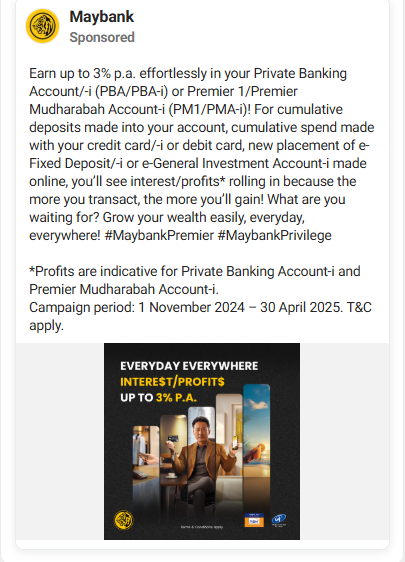 Maybank
Sponsored
Earn up to 3% p.a. effortlessly in your Private Banking
Account/-i (PBA/PBA-i) or Premier 1/Premier
Mudharabah Account-i (PM1/PMA-i)! For cumulative
deposits made into your account, cumulative spend made
with your credit card/-i or debit card, new placement of e-
Fixed Deposit/-i or e-General Investment Account-i made
online, you’ll see interest/profits* rolling in because the
more you transact, the more you’ll gain! What are you
waiting for? Grow your wealth easily, everyday,
everywhere! #MaybankPremier #MaybankPrivilege
*Profits are indicative for Private Banking Account-i and
Premier Mudharabah Account-i.
Campaign period: 1 November 2024 – 30 April 2025. T&C
apply.
EVERYDAY EVERYWHERE
INTERE$T/PROFIT$
UP TO 3% P.A.
Terms & Conditions apply